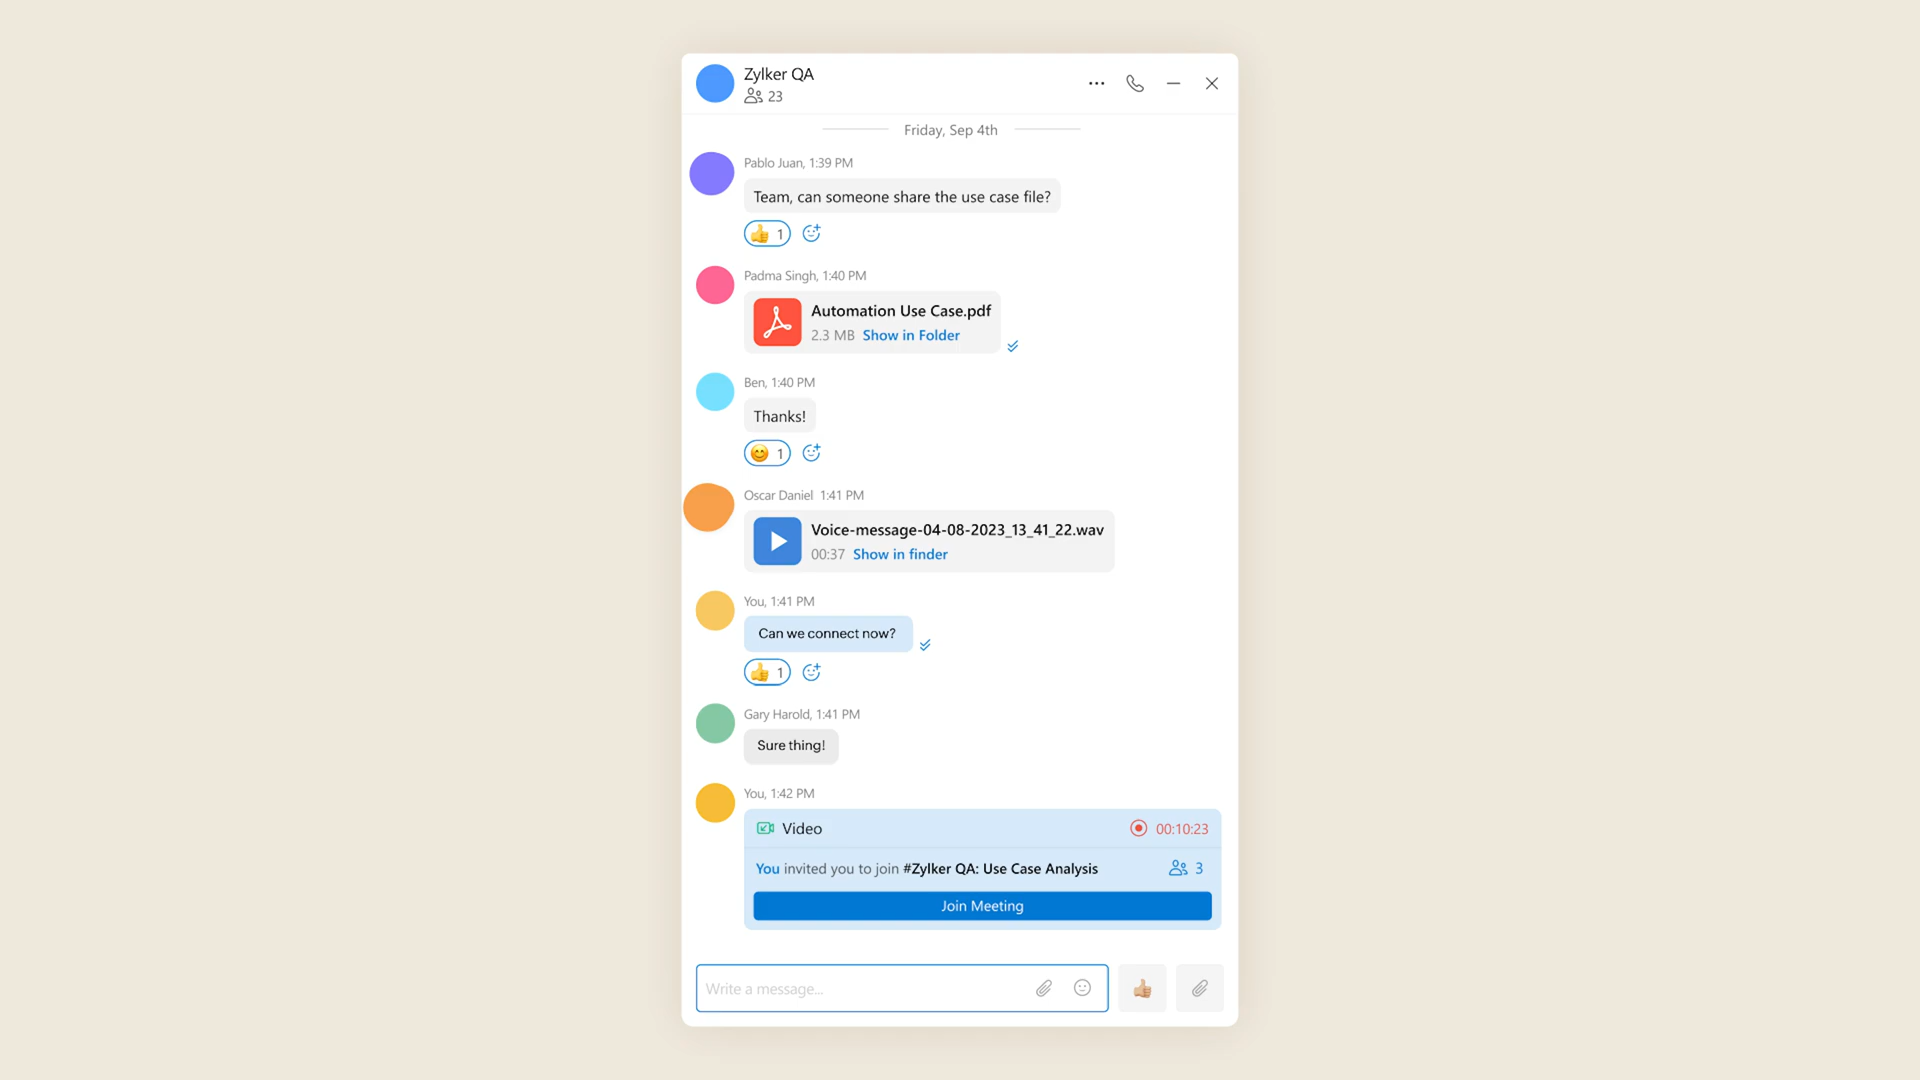 Zylker QA
23
Friday, Sep 4th
Pablo Juan, 1:39 PM
Team, can someone share the use case file?
👍 1
Padma Singh, 1:40 PM
Automation Use Case.pdf
2.3 MB Show in Folder
Ben, 1:40 PM
Thanks!
😊 1
Oscar Daniel 1:41 PM
Voice-message-04-08-2023_13_41_22.wav
00:37 Show in finder
You, 1:41 PM
Can we connect now?
👍 1
Gary Harold, 1:41 PM
Sure thing!
You, 1:42 PM
Video 00:10:23
You invited you to join #Zylker QA: Use Case Analysis 3
Join Meeting
Write a message...